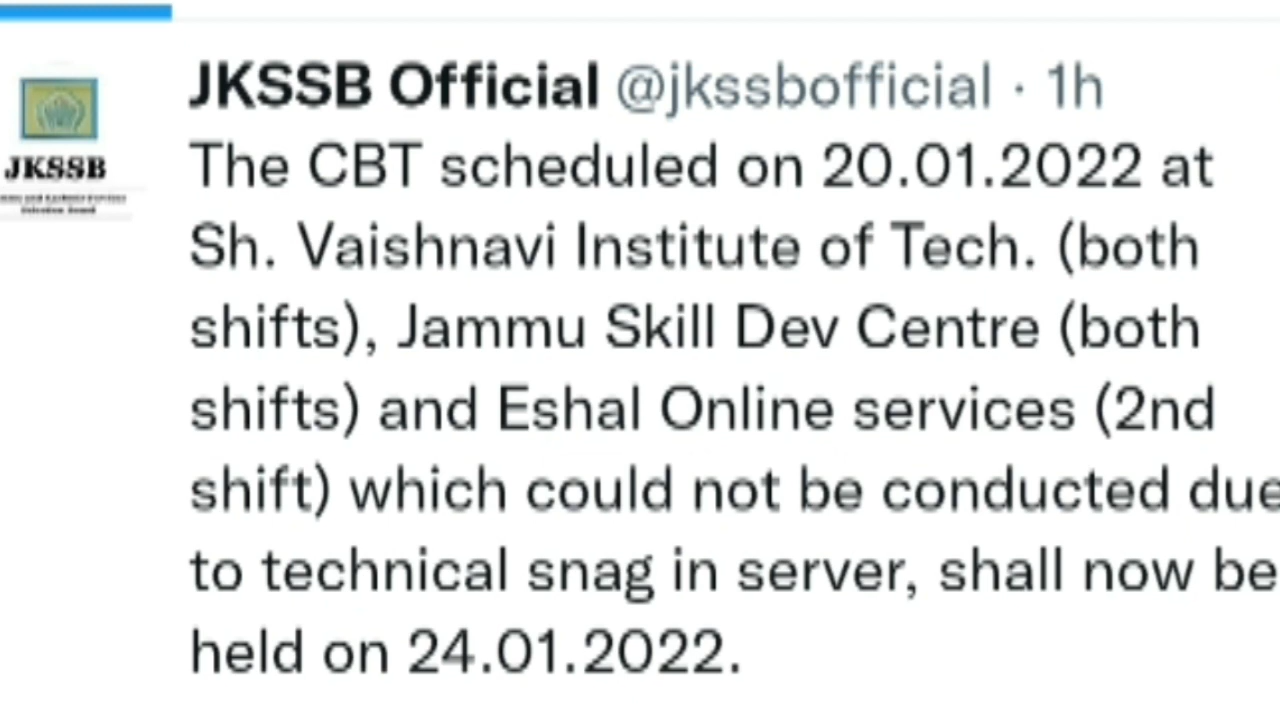 JKSSB Official @jkssbofficial · 1h
JKSSB
The CBT scheduled on 20.01.2022 at
Sh. Vaishnavi Institute of Tech. (both
shifts), Jammu Skill Dev Centre (both
shifts) and Eshal Online services (2nd
shift) which could not be conducted due
to technical snag in server, shall now be
held on 24.01.2022.